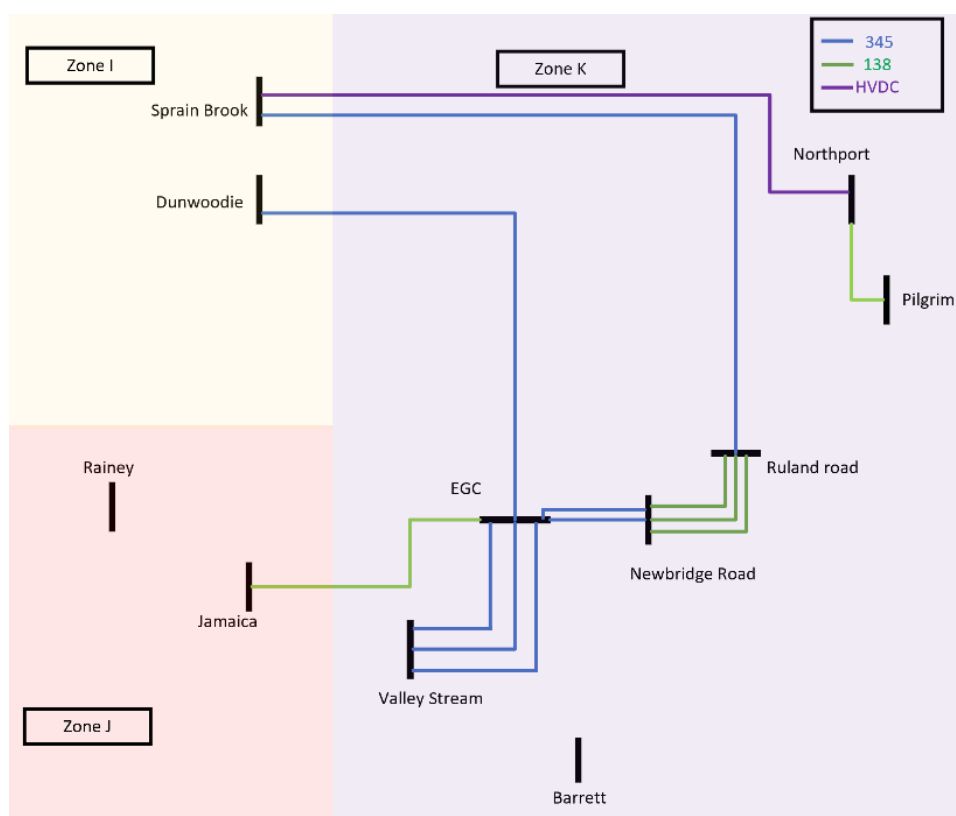 Zone I
Zone K
345
138
HVDC
Sprain Brook
Northport
Dunwoodie
Pilgrim
Rainey
Ruland road
EGC
Newbridge Road
Jamaica
Valley Stream
Zone J
Barrett